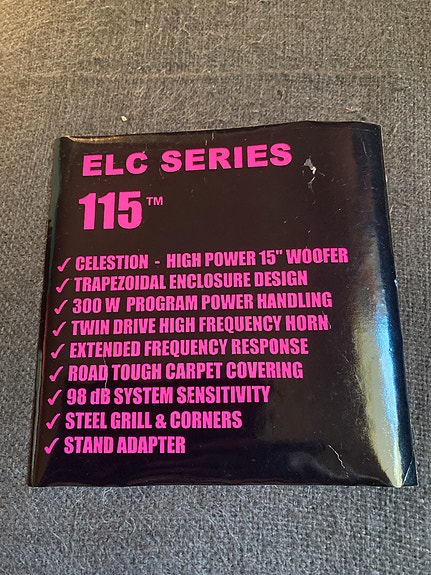 ELC SERIES
115™
✓ CELESTION - HIGH POWER 15" WOOFER
✓ TRAPEZOIDAL ENCLOSURE DESIGN
✓ 300 W PROGRAM POWER HANDLING
✓ TWIN DRIVE HIGH FREQUENCY HORN
✓ EXTENDED FREQUENCY RESPONSE
✓ ROAD TOUGH CARPET COVERING
✓ 98 dB SYSTEM SENSITIVITY
✓ STEEL GRILL & CORNERS
✓ STAND ADAPTER